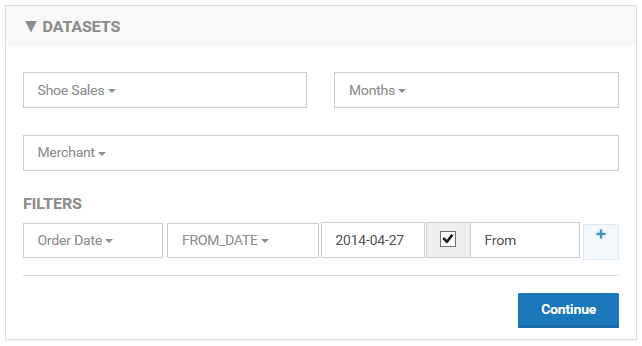 ▼ DATASETS
Shoe Sales Months
Merchant
FILTERS
Order Date FROM_DATE 2014-04-27 From +
Continue